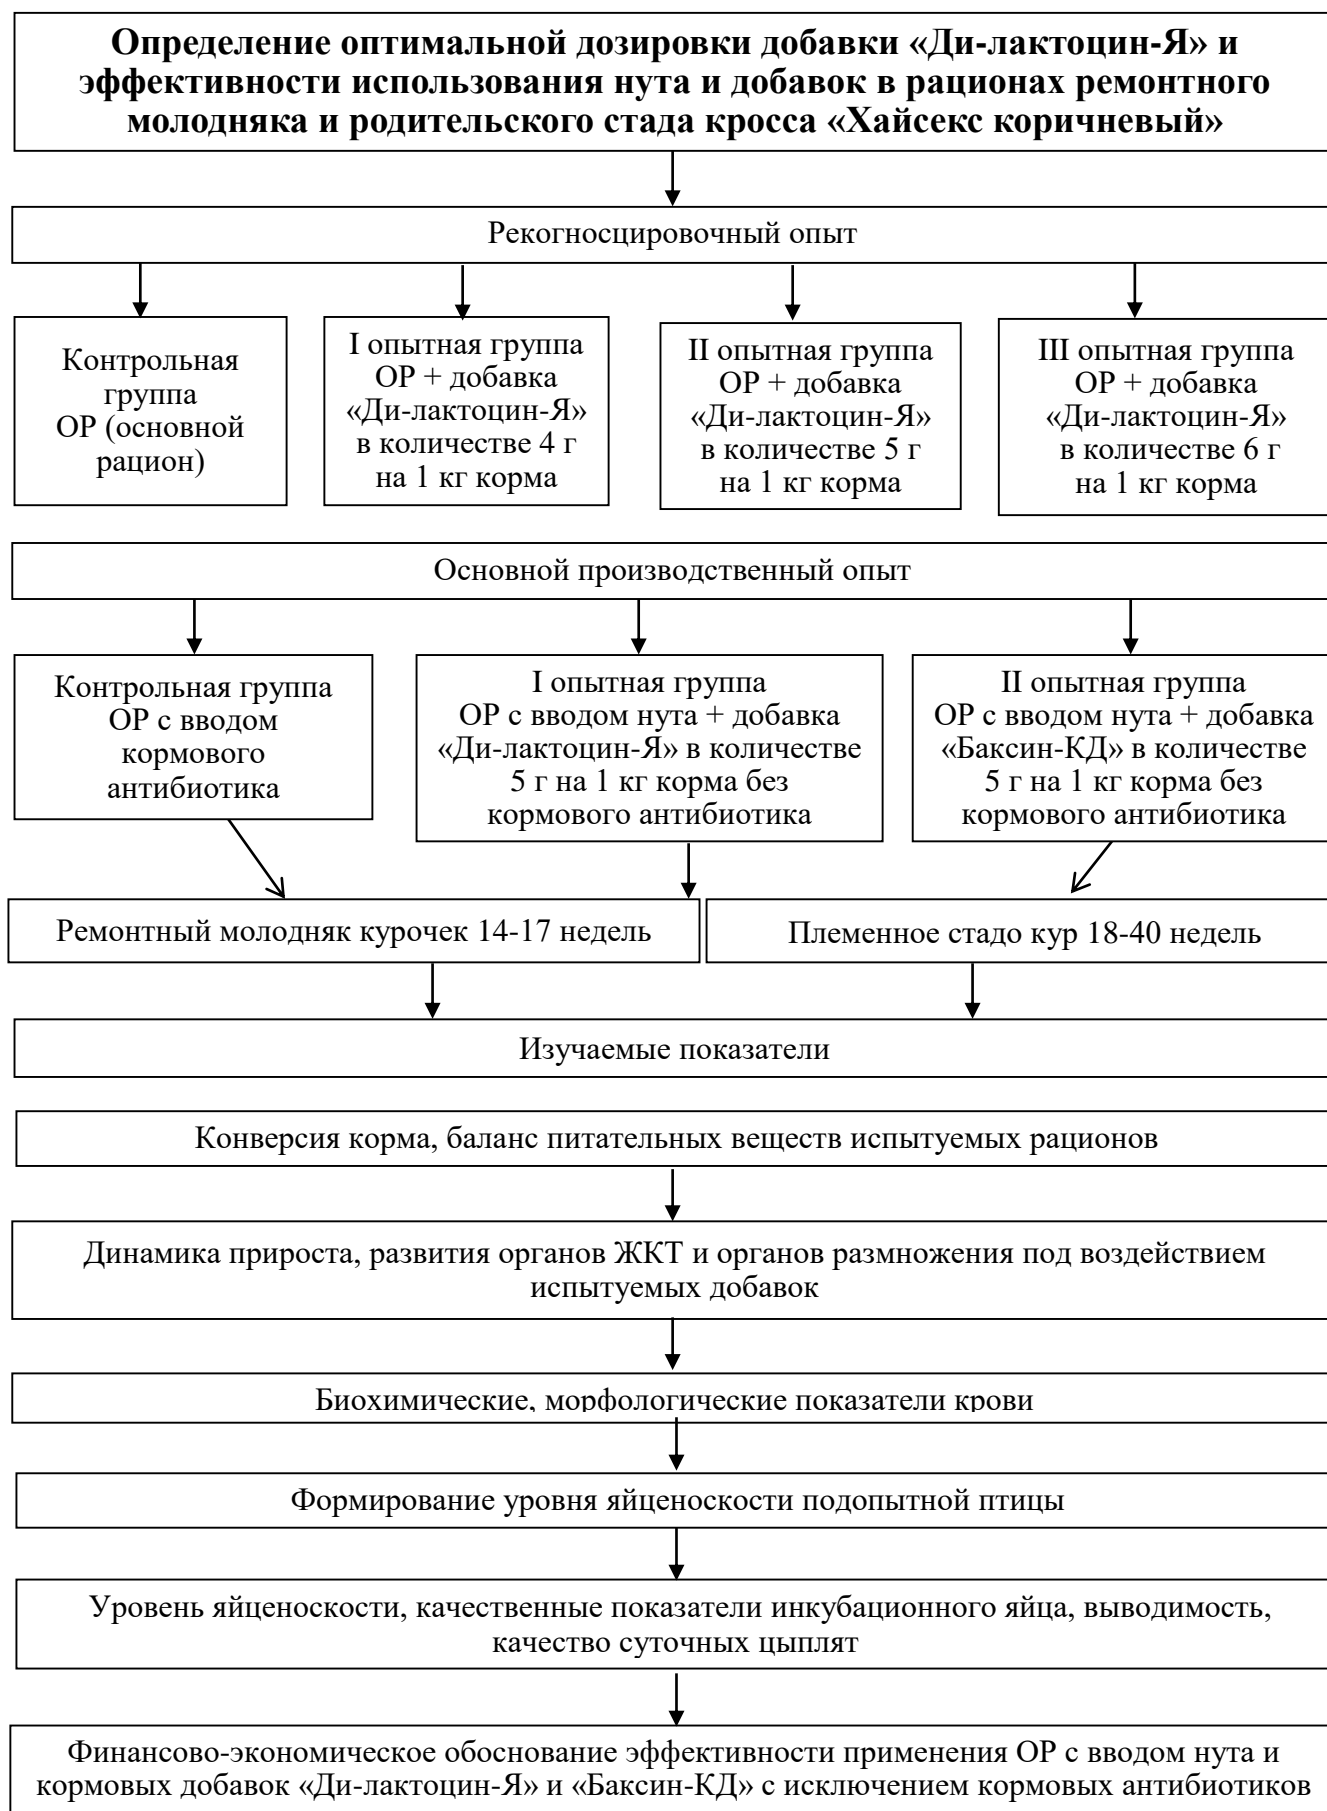 Определение оптимальной дозировки добавки «Ди-лактоцин-Я» и
эффективности использования нута и добавок в рационах ремонтного
молодняка и родительского стада кросса «Хайсекс коричневый»
Рекогносцировочный опыт
Контрольная
группа
ОР (основной
рацион)
I опытная группа
ОР + добавка
«Ди-лактоцин-Я»
в количестве 4 г
на 1 кг корма
II опытная группа
ОР + добавка
«Ди-лактоцин-Я»
в количестве 5 г
на 1 кг корма
III опытная группа
ОР + добавка
«Ди-лактоцин-Я»
в количестве 6 г
на 1 кг корма
Основной производственный опыт
Контрольная группа
ОР с вводом
кормового
антибиотика
I опытная группа
ОР с вводом нута + добавка
«Ди-лактоцин-Я» в количестве
5 г на 1 кг корма без
кормового антибиотика
II опытная группа
ОР с вводом нута + добавка
«Баксин-КД» в количестве
5 г на 1 кг корма без
кормового антибиотика
Ремонтный молодняк курочек 14-17 недель
Племенное стадо кур 18-40 недель
Изучаемые показатели
Конверсия корма, баланс питательных веществ испытуемых рационов
Динамика прироста, развития органов ЖКТ и органов размножения под воздействием
испытуемых добавок
Биохимические, морфологические показатели крови
Формирование уровня яйценоскости подопытной птицы
Уровень яйценоскости, качественные показатели инкубационного яйца, выводимость,
качество суточных цыплят
Финансово-экономическое обоснование эффективности применения ОР с вводом нута и
кормовых добавок «Ди-лактоцин-Я» и «Баксин-КД» с исключением кормовых антибиотиков